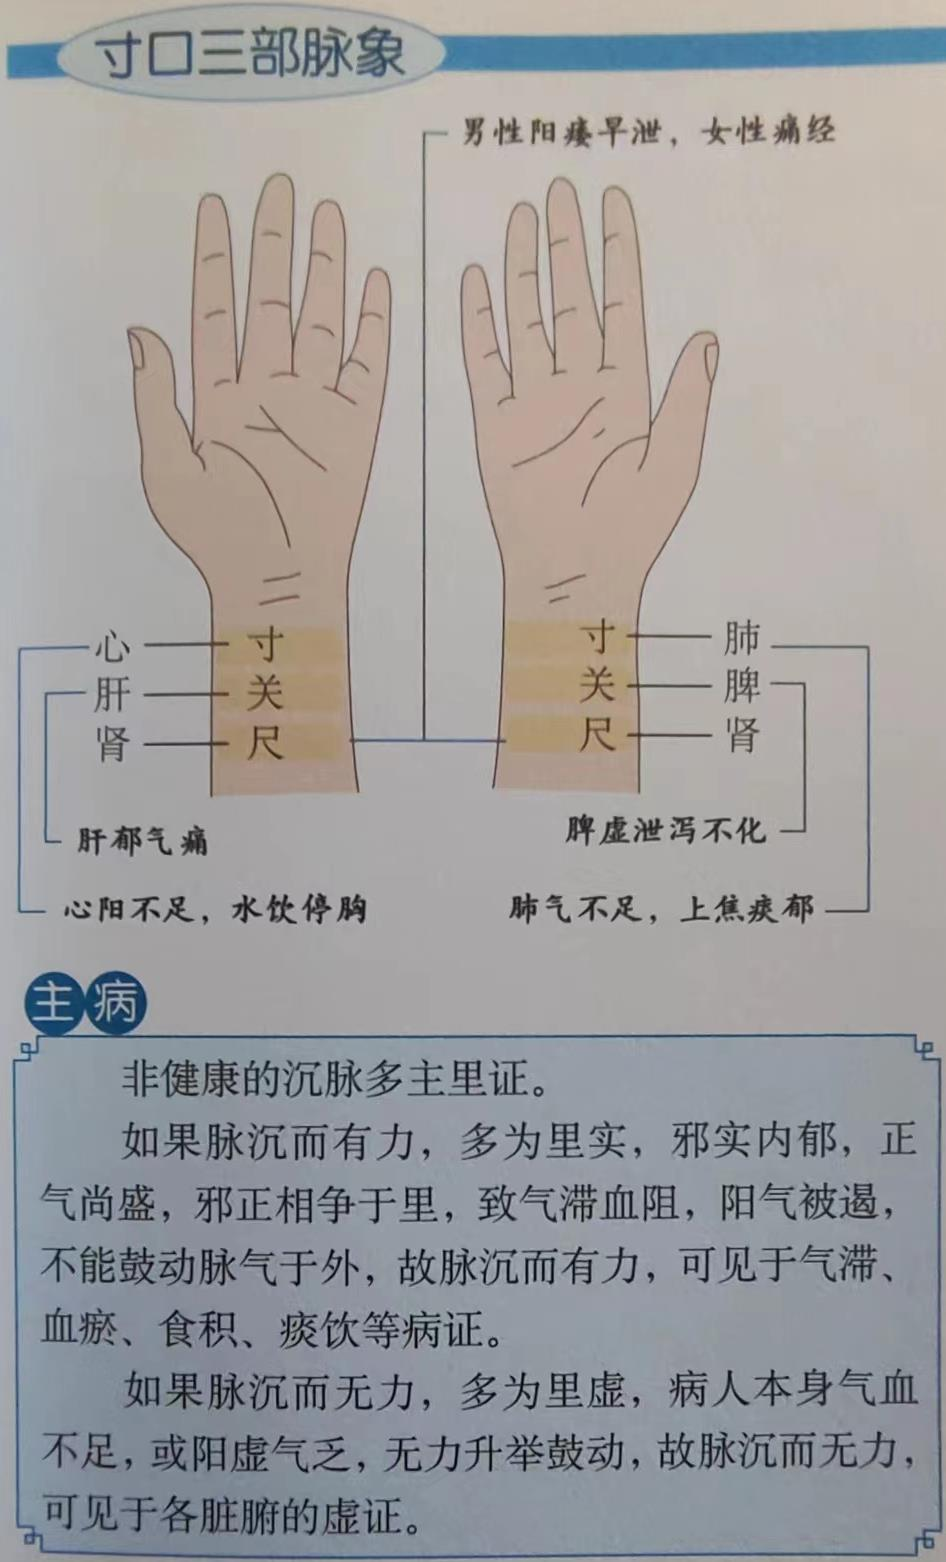 寸口三部脉象
男性阳痿早泄，女性痛经
心 寸
肝 关
肾 尺
寸 肺
关 脾
尺 肾
肝郁气痛
脾虚泄泻不化
心阳不足，水饮停胸
肺气不足，上焦痰郁
主病
非健康的沉脉多主里证。
如果脉沉而有力，多为里实，邪实内郁，正
气尚盛，邪正相争于里，致气滞血阻，阳气被遏，
不能鼓动脉气于外，故脉沉而有力，可见于气滞、
血瘀、食积、痰饮等病证。
如果脉沉而无力，多为里虚，病人本身气血
不足，或阳虚气乏，无力升举鼓动，故脉沉而无力，
可见于各脏腑的虚证。